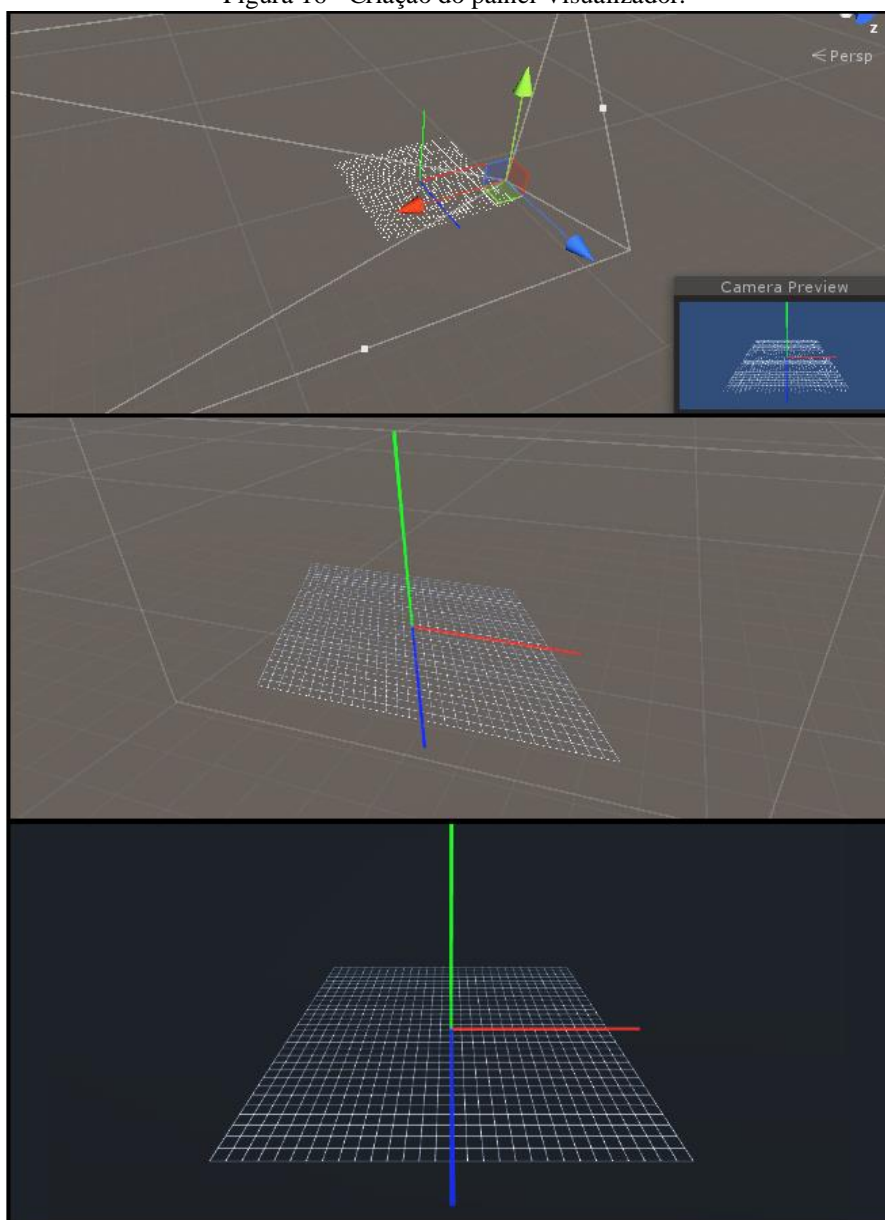 Figura 16 - Criação do painel Visualizador.
z
< Persp
Camera Preview